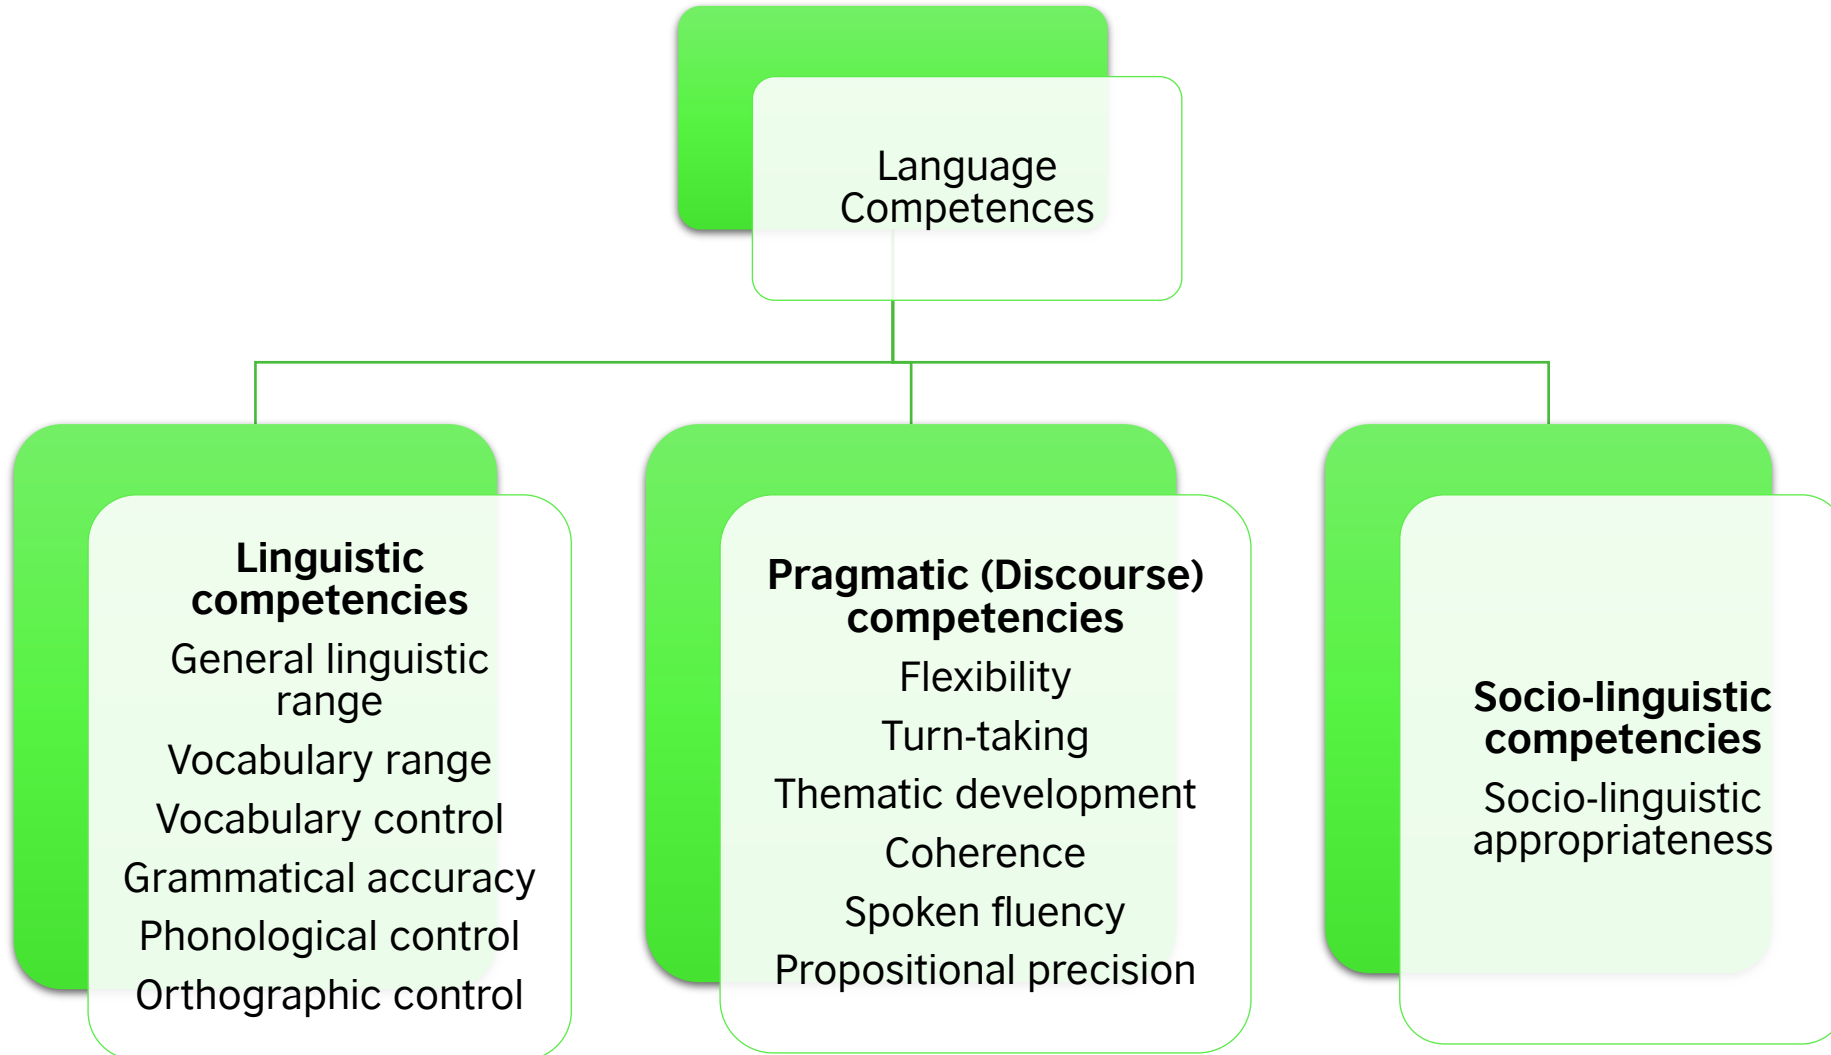 Language
Competences
Linguistic
competencies
General linguistic
range
Vocabulary range
Vocabulary control
Grammatical accuracy
Phonological control
Orthographic control
Pragmatic (Discourse)
competencies
Flexibility
Turn-taking
Thematic development
Coherence
Spoken fluency
Propositional precision
Socio-linguistic
competencies
Socio-linguistic
appropriateness